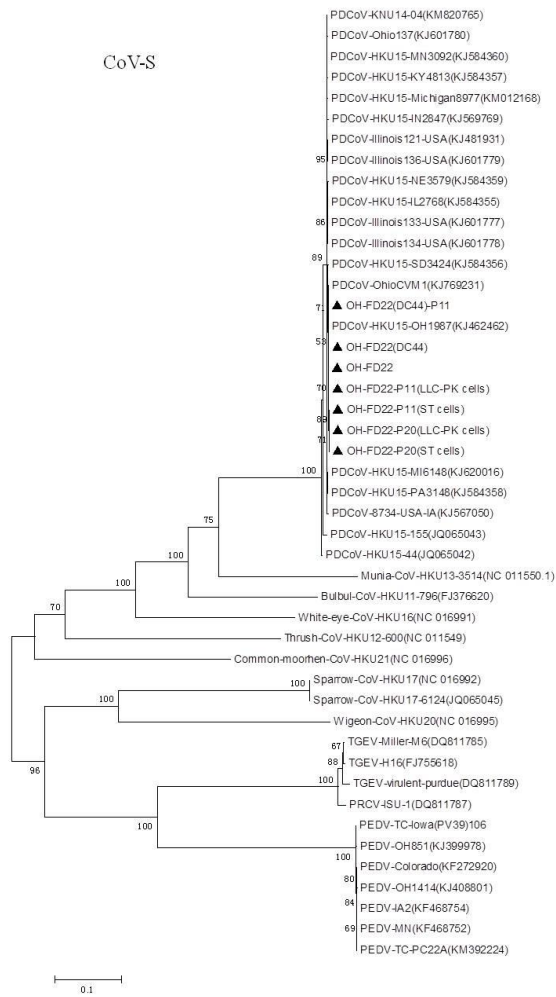 CoV-S
PDCoV-KNU14-04(KM820765)
PDCoV-Ohio137(KJ601780)
PDCoV-HKU15-MN3092(KJ584360)
PDCoV-HKU15-KY4813(KJ584357)
PDCoV-HKU15-Michigan8977(KM012168)
PDCoV-HKU15-IN2847(KJ569769)
PDCoV-Illinois121-USA(KJ481931)
95
PDCoV-Illinois136-USA(KJ601779)
PDCoV-HKU15-NE3579(KJ584359)
PDCoV-HKU15-IL2768(KJ584355)
86
PDCoV-Illinois133-USA(KJ601777)
PDCoV-Illinois134-USA(KJ601778)
89
PDCoV-HKU15-SD3424(KJ584356)
PDCoV-OhioCVM1(KJ769231)
71
▲ OH-FD22(DC44)-P11
PDCoV-HKU15-OH1987(KJ462462)
53
▲ OH-FD22(DC44)
▲ OH-FD22
70
▲ OH-FD22-P11(LLC-PK cells)
▲ OH-FD22-P11(ST cells)
▲ OH-FD22-P20(LLC-PK cells)
71
▲ OH-FD22-P20(ST cells)
100
PDCoV-HKU15-MI6148(KJ620016)
PDCoV-HKU15-PA3148(KJ584358)
PDCoV-8734-USA-IA(KJ567050)
75
PDCoV-HKU15-155(JQ065043)
100
PDCoV-HKU15-44(JQ065042)
Munia-CoV-HKU13-3514(NC 011550.1)
100
Bulbul-CoV-HKU11-796(FJ376620)
70
White-eye-CoV-HKU16(NC 016991)
Thrush-CoV-HKU12-600(NC 011549)
Common-moorhen-CoV-HKU21(NC 016996)
100
Sparrow-CoV-HKU17(NC 016992)
100
Sparrow-CoV-HKU17-6124(JQ065045)
Wigeon-CoV-HKU20(NC 016995)
67
TGEV-Miller-M6(DQ811785)
96
88
TGEV-H16(FJ755618)
100
TGEV-virulent-purdue(DQ811789)
PRCV-ISU-1(DQ811787)
100
PEDV-TC-Iowa(PV39)106
PEDV-OH851(KJ399978)
100
PEDV-Colorado(KF272920)
80
PEDV-OH1414(KJ408801)
84
PEDV-IA2(KF468754)
69
PEDV-MN(KF468752)
PEDV-TC-PC22A(KM392224)
0.1